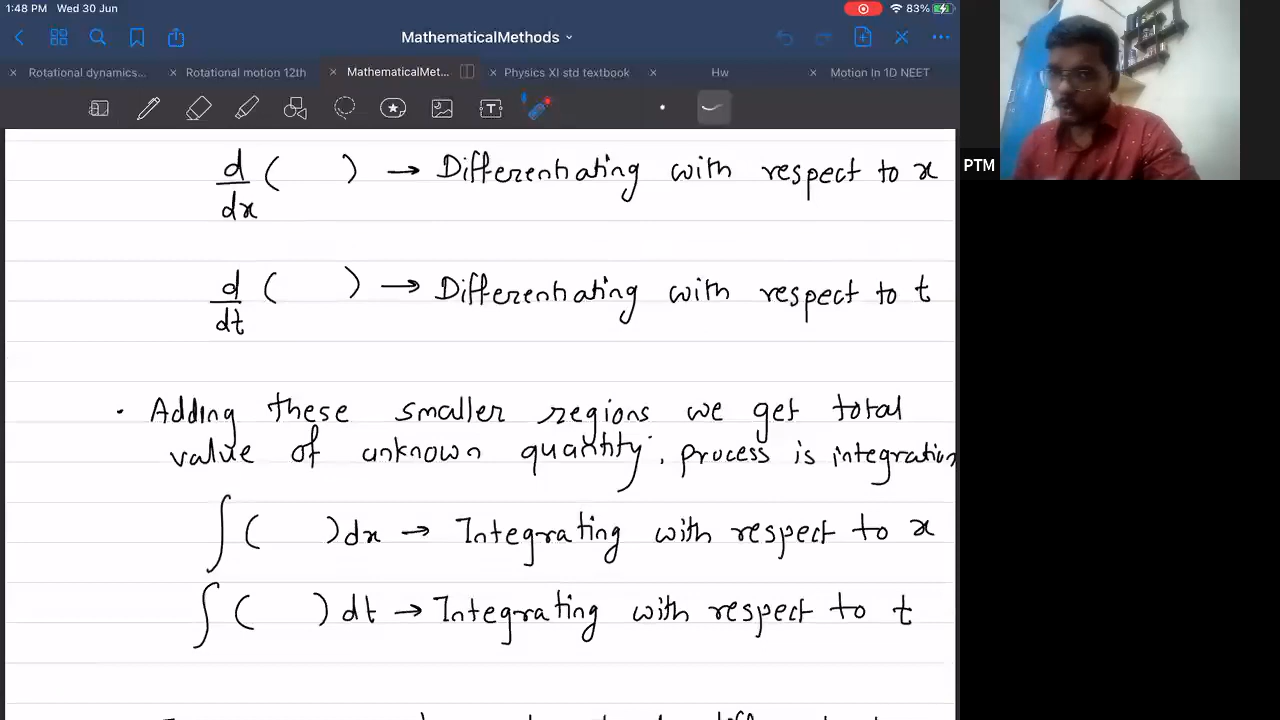 1:48 PM Wed 30 Jun
83%
MathematicalMethods
Rotational dynamics...
Rotational motion 12th
MathematicalMet...
Physics XI std textbook
Hw
Motion In 1D NEET
T
PTM
d/dx ( ) → Differentiating with respect to x
d/dt ( ) → Differentiating with respect to t
• Adding these smaller regions we get total
value of unknown quantity. process is integration
∫ ( ) dx → Integrating with respect to x
∫ ( ) dt → Integrating with respect to t